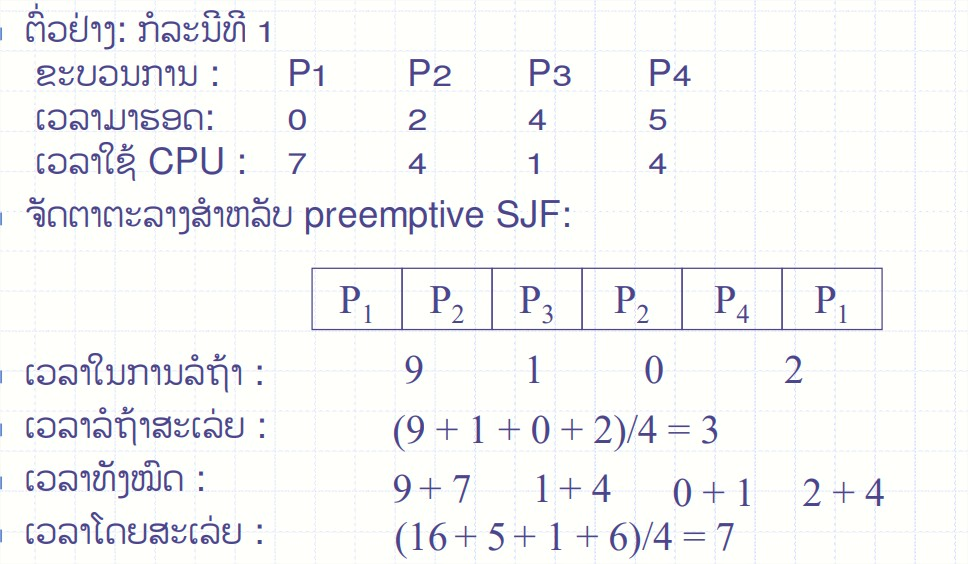 ຕົ່ວຢ່າງ: ກໍລະນີທີ 1
ຂະບວນການ : P1 P2 P3 P4
ເວລາມາຮອດ: 0 2 4 5
ເວລາໃຊ້ CPU : 7 4 1 4
ຈັດຕາຕະລາງສຳຫລັບ preemptive SJF:
P1 P2 P3 P2 P4 P1
ເວລາໃນການລໍຖ້າ : 9 1 0 2
ເວລາລໍຖ້າສະເລ່ຍ : (9 + 1 + 0 + 2)/4 = 3
ເວລາທັງໝົດ : 9 + 7 1 + 4 0 + 1 2 + 4
ເວລາໂດຍສະເລ່ຍ : (16 + 5 + 1 + 6)/4 = 7